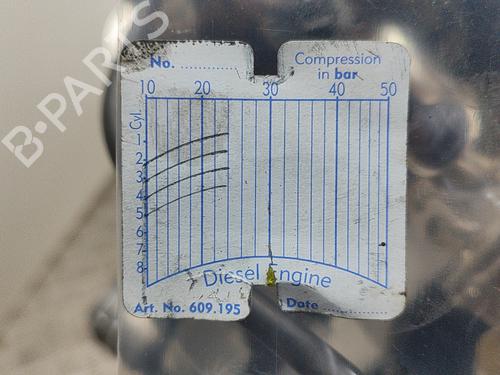 No. ..............
Compression
in bar
10 20 30 40 50
Cyl.
1
2
3
4
5
6
7
8
Diesel Engine
Art. No. 609.195
Date ..............
B-PARTS